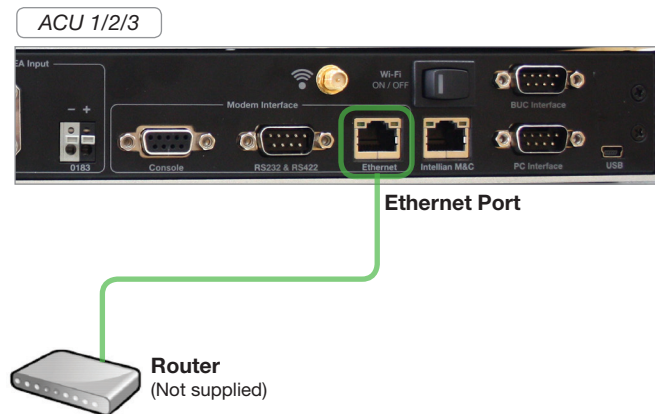 ACU 1/2/3
EA Input
Wi-Fi
ON / OFF
BUC Interface
Modem Interface
- +
0183
Console
RS232 & RS422
Ethernet
Intellian M&C
PC Interface
USB
Ethernet Port
Router
(Not supplied)